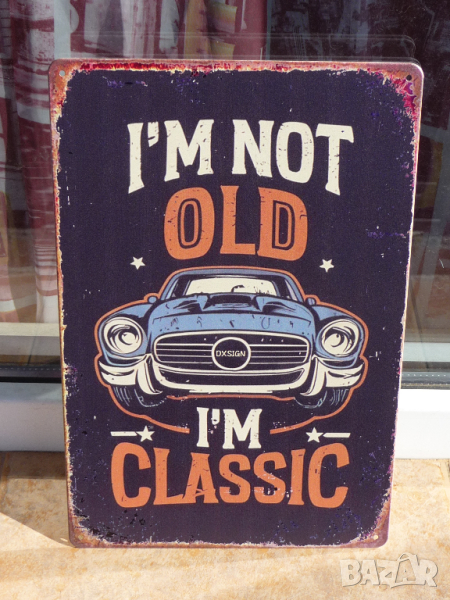 I'M NOT
OLD
DXSIGN
I'M
CLASSIC
BAZAR